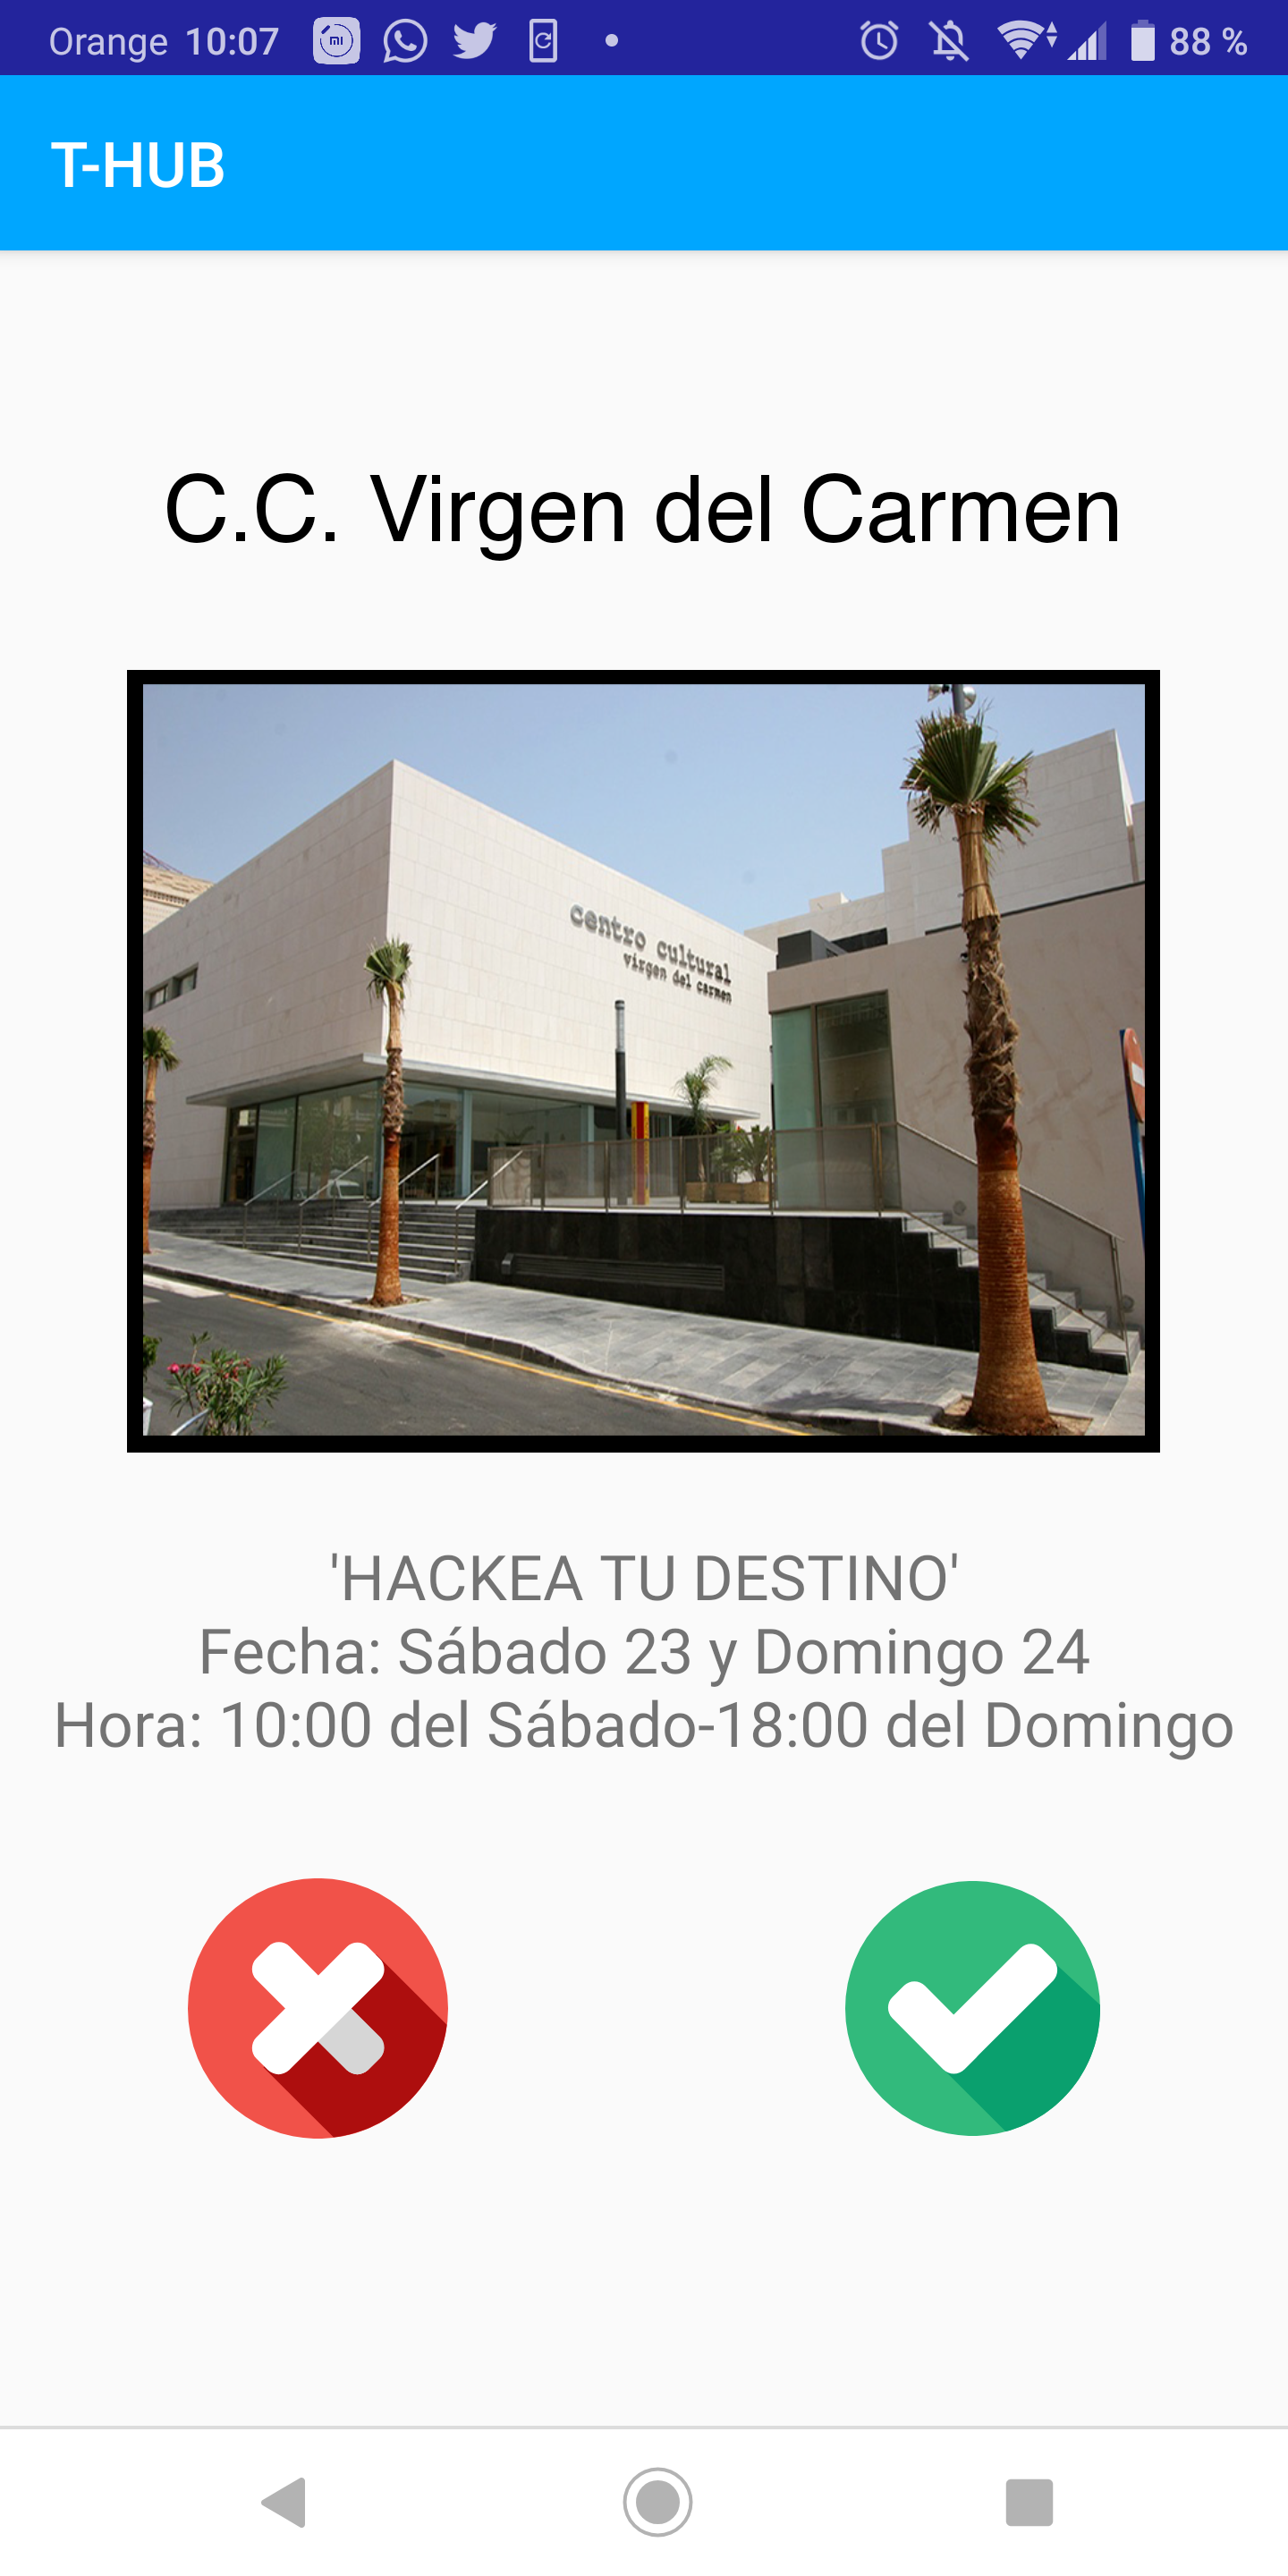 Orange 10:07 88 %
T-HUB
C.C. Virgen del Carmen
centro cultural
virgen del carmen
'HACKEA TU DESTINO'
Fecha: Sábado 23 y Domingo 24
Hora: 10:00 del Sábado-18:00 del Domingo